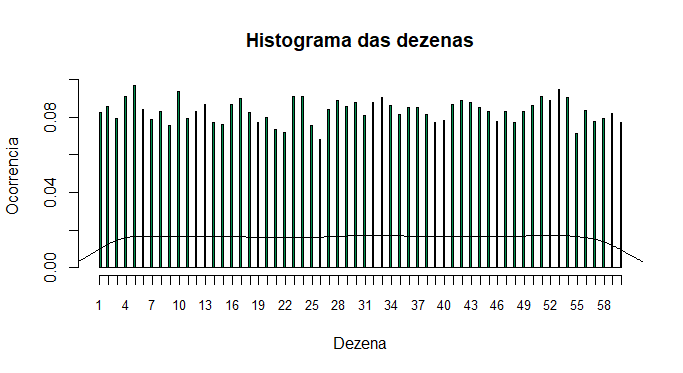 Histograma das dezenas
Ocorrencia
0.08
0.04
0.00
1 4 7 10 13 16 19 22 25 28 31 34 37 40 43 46 49 52 55 58
Dezena